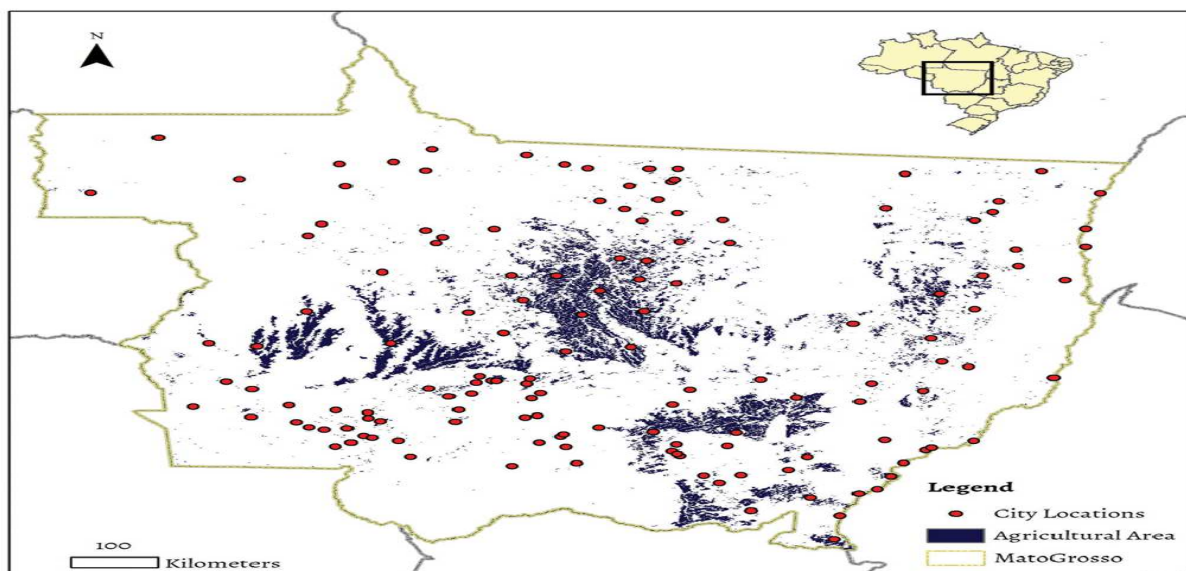 N
Legend
City Locations
Agricultural Area
MatoGrosso
100
Kilometers